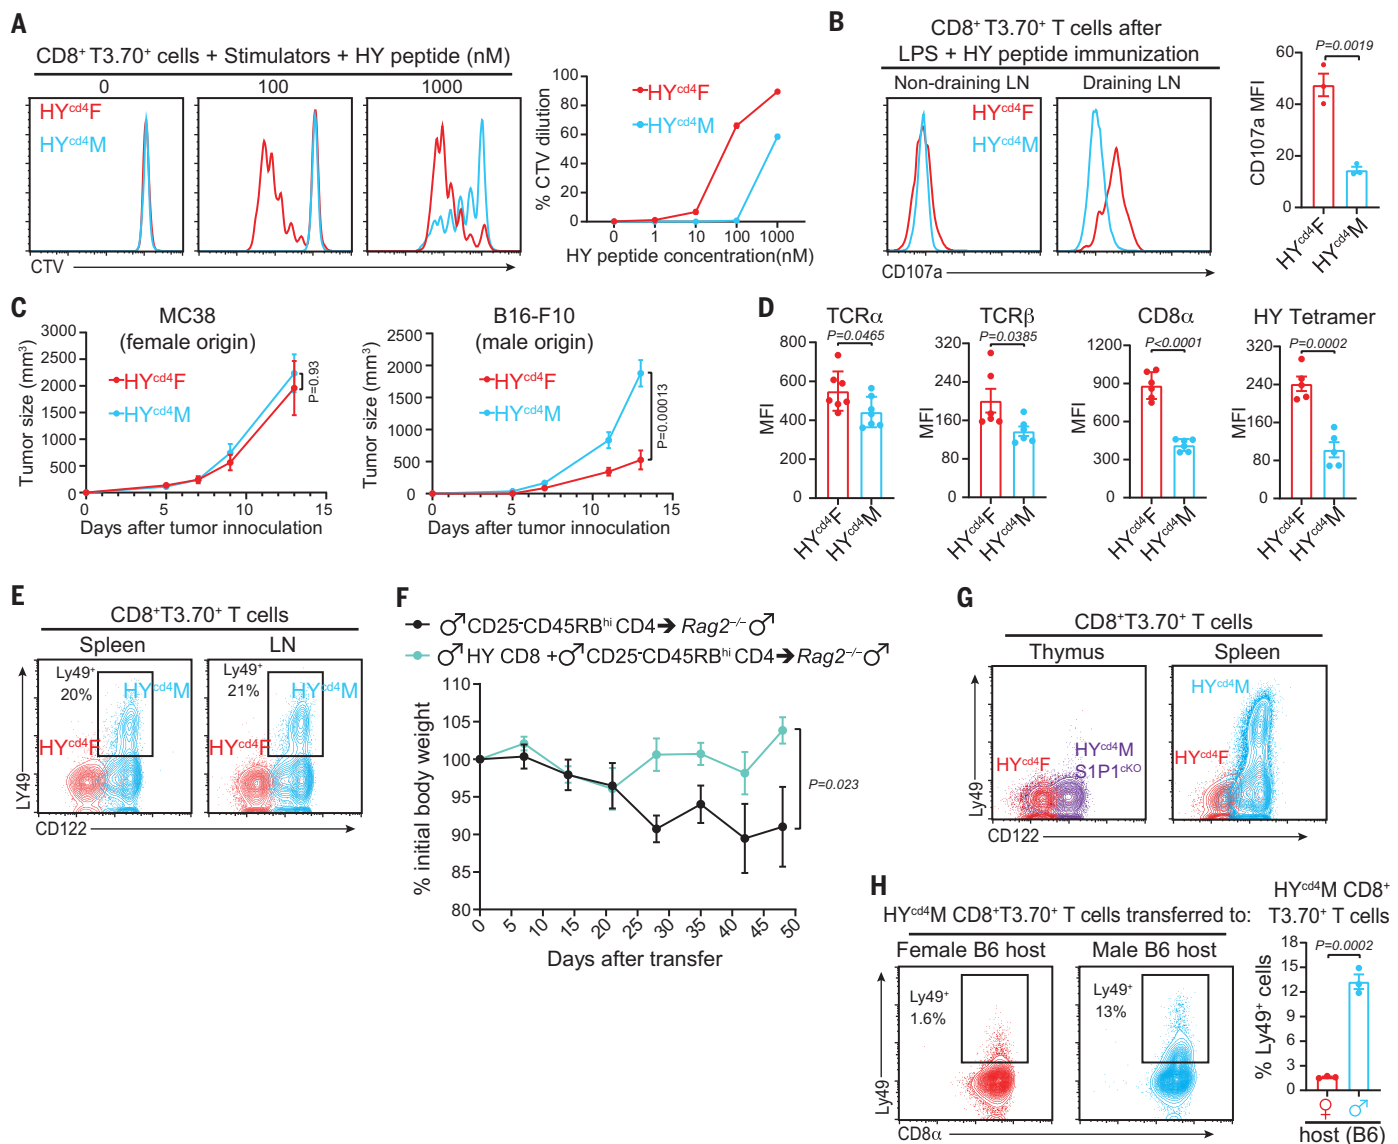 A
CD8+ T3.70+ cells + Stimulators + HY peptide (nM)
0
100
1000
HYcd4F
HYcd4M
CTV
% CTV dilution
100
80
60
40
20
0
HYcd4F
HYcd4M
0
1
10
100
1000
HY peptide concentration(nM)
B
CD8+ T3.70+ T cells after
LPS + HY peptide immunization
Non-draining LN
Draining LN
HYcd4F
HYcd4M
CD107a
CD107a MFI
60
40
20
0
P=0.0019
HYcd4F
HYcd4M
C
MC38
(female origin)
Tumor size (mm3)
3000
2500
2000
1500
1000
500
0
HYcd4F
HYcd4M
P=0.93
0
5
10
15
Days after tumor inoculation
B16-F10
(male origin)
Tumor size (mm3)
2500
2000
1500
1000
500
0
HYcd4F
HYcd4M
P=0.00013
0
5
10
15
Days after tumor inoculation
D
TCRα
P=0.0465
MFI
800
600
400
200
0
HYcd4F
HYcd4M
TCRβ
P=0.0385
MFI
320
240
160
80
0
HYcd4F
HYcd4M
CD8α
P<0.0001
MFI
1200
900
600
300
0
HYcd4F
HYcd4M
HY Tetramer
P=0.0002
MFI
320
240
160
80
0
HYcd4F
HYcd4M
E
CD8+T3.70+ T cells
Spleen
LN
Ly49+
20%
HYcd4M
HYcd4F
Ly49+
21%
HYcd4M
HYcd4F
LY49
CD122
F
♂CD25-CD45RBhi CD4➔Rag2–/–♂
♂HY CD8 +♂CD25-CD45RBhi CD4➔Rag2–/–♂
% initial body weight
110
105
100
95
90
85
80
P=0.023
0
5
10
15
20
25
30
35
40
45
50
Days after transfer
G
CD8+T3.70+ T cells
Thymus
Spleen
HYcd4F
HYcd4M
S1P1cKO
HYcd4M
HYcd4F
Ly49
CD122
H
HYcd4M CD8+T3.70+ T cells transferred to:
Female B6 host
Male B6 host
Ly49+
1.6%
Ly49+
13%
Ly49
CD8α
HYcd4M CD8+
T3.70+ T cells
% Ly49+ cells
18
15
12
9
6
3
0
P=0.0002
♀
♂
host (B6)